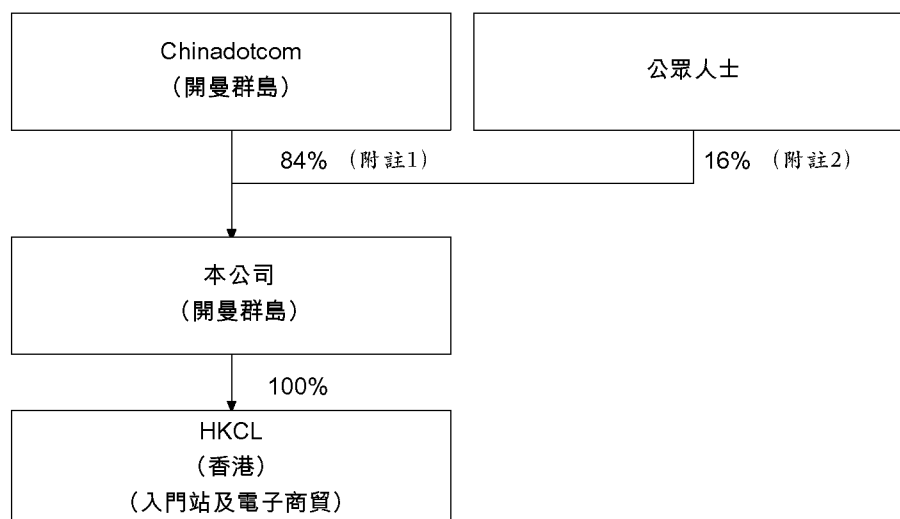 Chinadotcom
（開曼群島）
公眾人士
84% （附註1）
16% （附註2）
本公司
（開曼群島）
100%
HKCL
（香港）
（入門站及電子商貿）